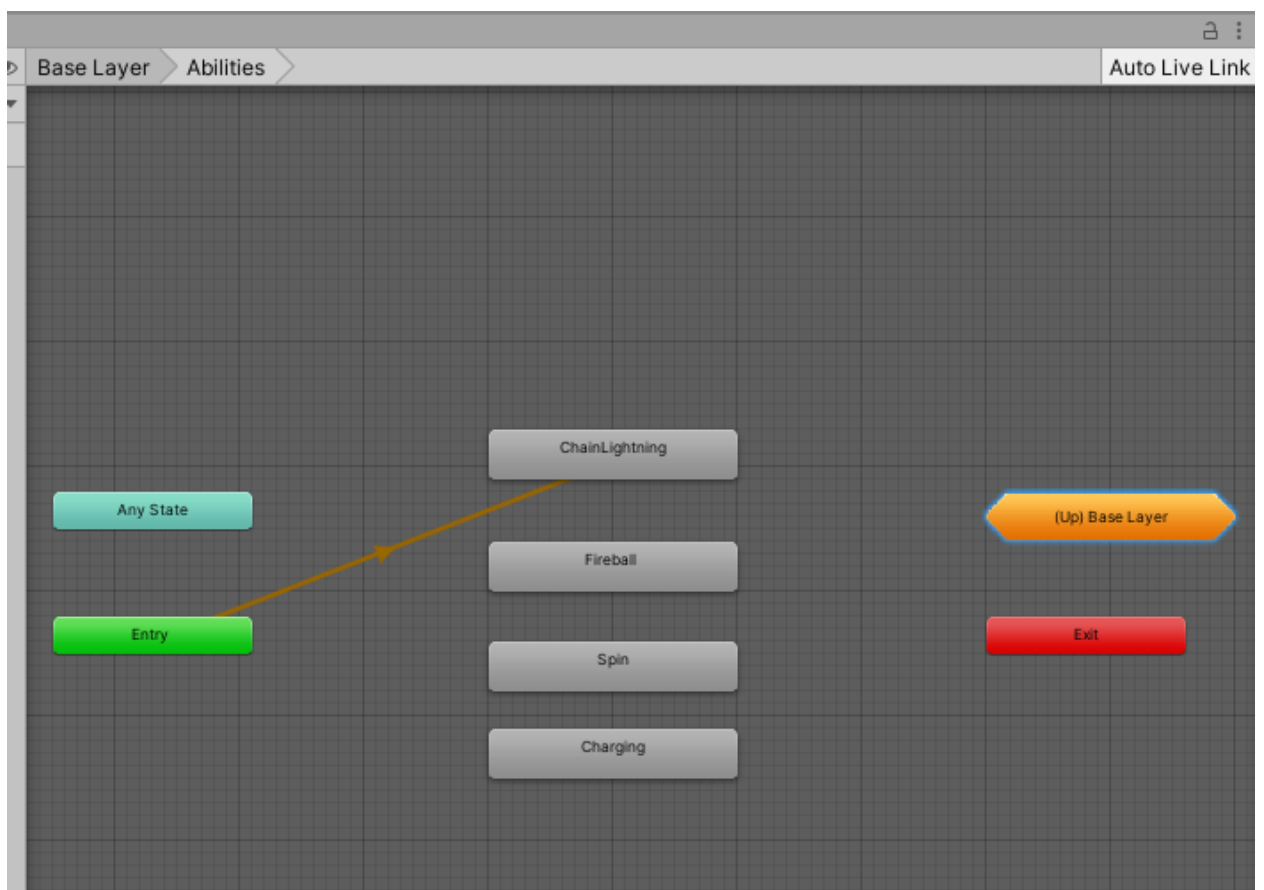 Base Layer
Abilities
Auto Live Link
ChainLightning
Any State
(Up) Base Layer
Fireball
Entry
Exit
Spin
Charging